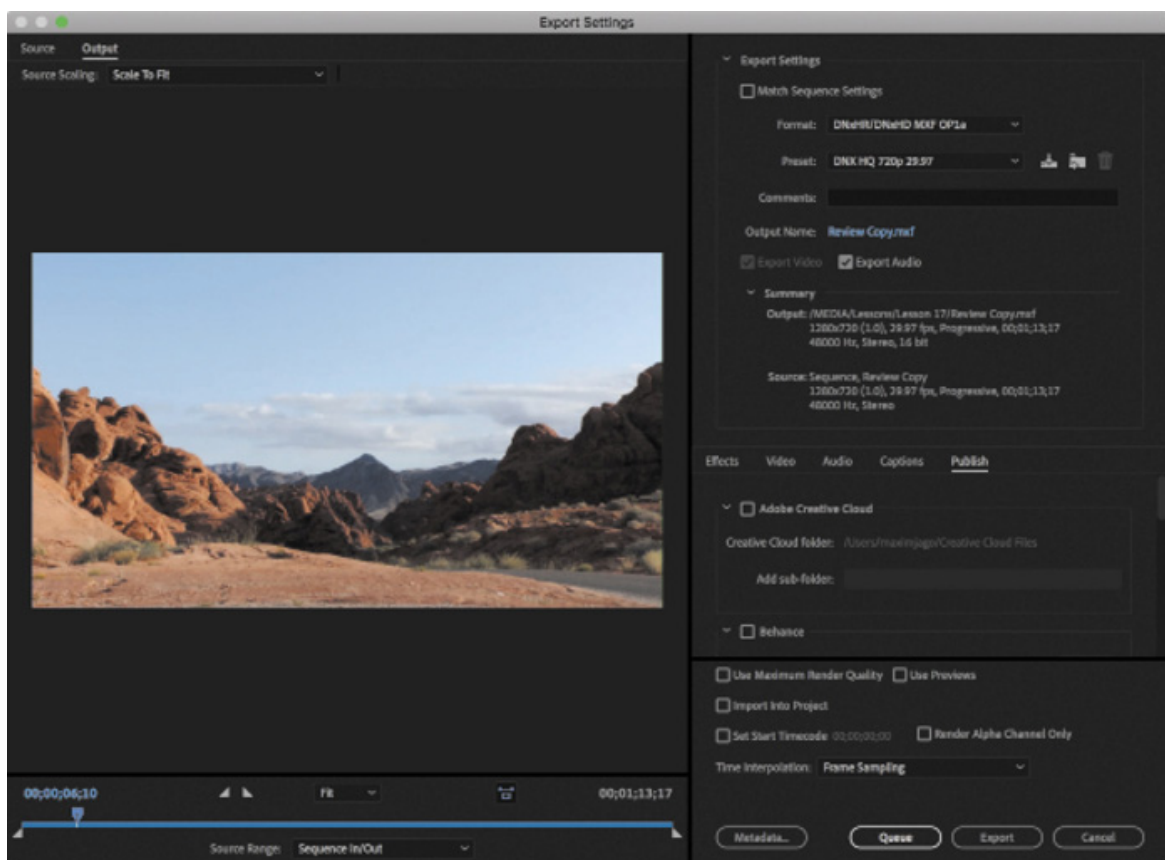 Export Settings
Source Output
Source Scaling: Scale To Fit
Export Settings
Match Sequence Settings
Format: DNxHR/DNxHD MXF OP1a
Preset: DNX HQ 720p 29.97
Comments:
Output Name: Review Copy.mxf
Export Video Export Audio
Summary
Output: /MEDIA/Lessons/Lesson 17/Review Copy.mxf
1280x720 (1.0), 29.97 fps, Progressive, 00;01;13;17
48000 Hz, Stereo, 16 bit
Source: Sequence, Review Copy
1280x720 (1.0), 29.97 fps, Progressive, 00;01;13;17
48000 Hz, Stereo
Effects Video Audio Captions Publish
Adobe Creative Cloud
Creative Cloud folder: /Users/maximjago/Creative Cloud Files
Add sub-folder:
Behance
Use Maximum Render Quality Use Previews
Import Into Project
Set Start Timecode 00;00;00;00 Render Alpha Channel Only
Time Interpolation: Frame Sampling
00;00;06;10 Fit 00;01;13;17
Source Range: Sequence In/Out
Metadata... Queue Export Cancel